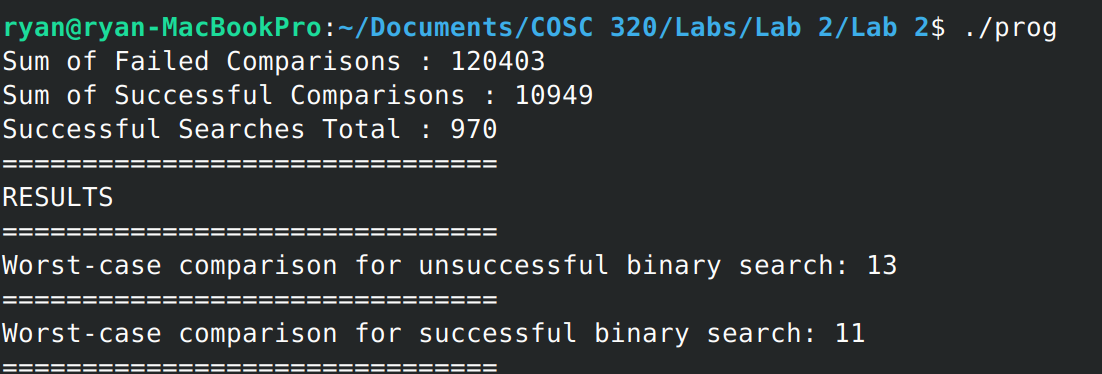 ryan@ryan-MacBookPro:~/Documents/COSC 320/Labs/Lab 2/Lab 2$ ./prog
Sum of Failed Comparisons : 120403
Sum of Successful Comparisons : 10949
Successful Searches Total : 970
===============================
RESULTS
===============================
Worst-case comparison for unsuccessful binary search: 13
===============================
Worst-case comparison for successful binary search: 11
===============================